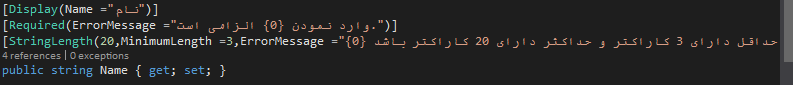 [Display(Name ="نام")]
[Required(ErrorMessage ="وارد نمودن {0} الزامی است.")]
[StringLength(20,MinimumLength =3,ErrorMessage ="{0} حداقل دارای 3 کاراکتر و حداکثر دارای 20 کاراکتر باشد
4 references | 0 exceptions
public string Name { get; set; }